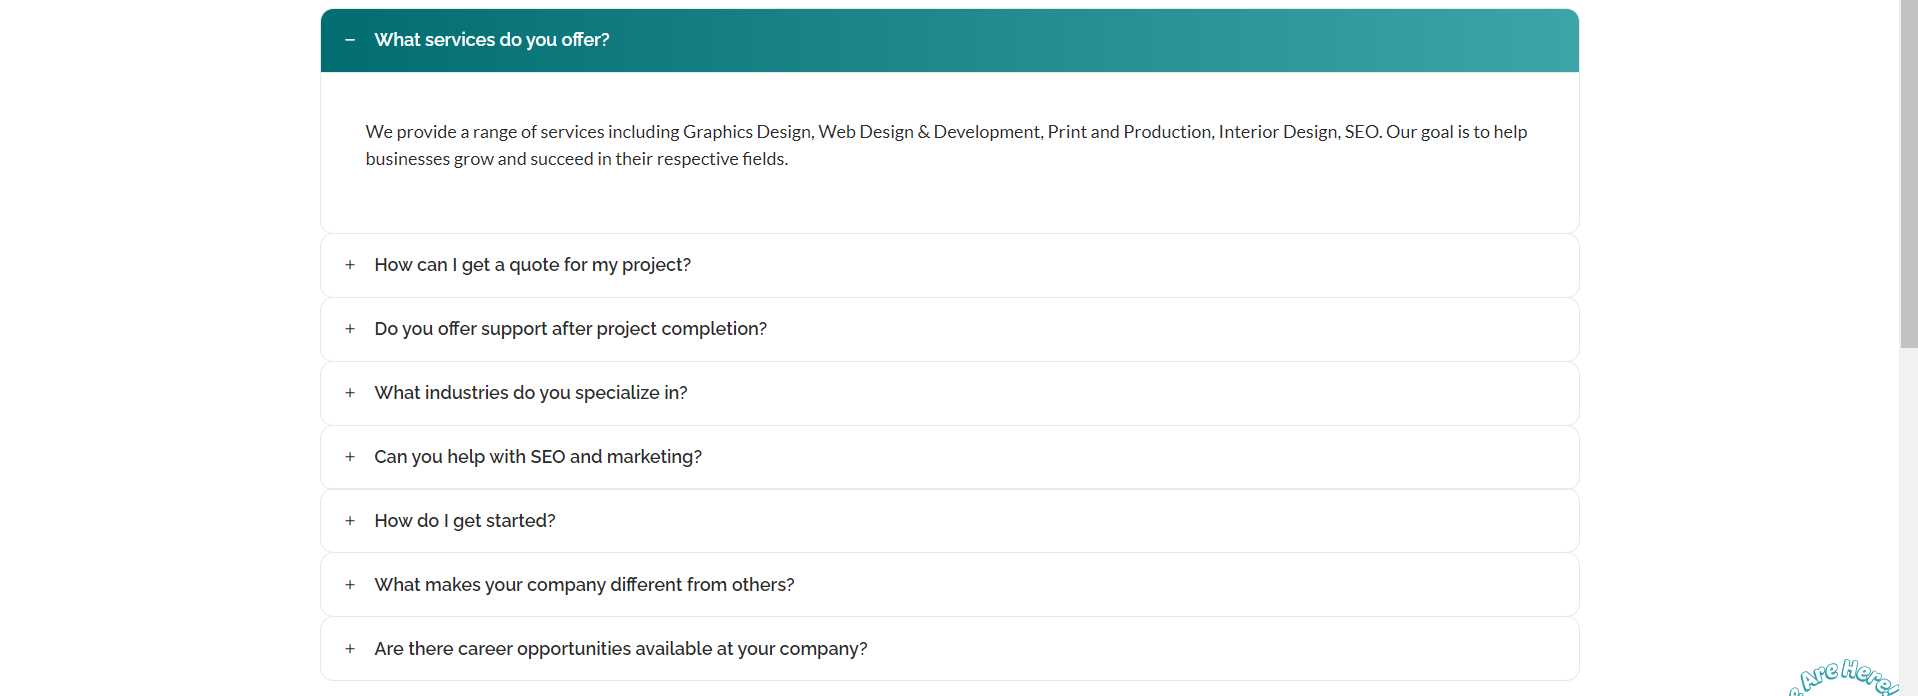 − What services do you offer?
We provide a range of services including Graphics Design, Web Design & Development, Print and Production, Interior Design, SEO. Our goal is to help
businesses grow and succeed in their respective fields.
+ How can I get a quote for my project?
+ Do you offer support after project completion?
+ What industries do you specialize in?
+ Can you help with SEO and marketing?
+ How do I get started?
+ What makes your company different from others?
+ Are there career opportunities available at your company?
Are Here!